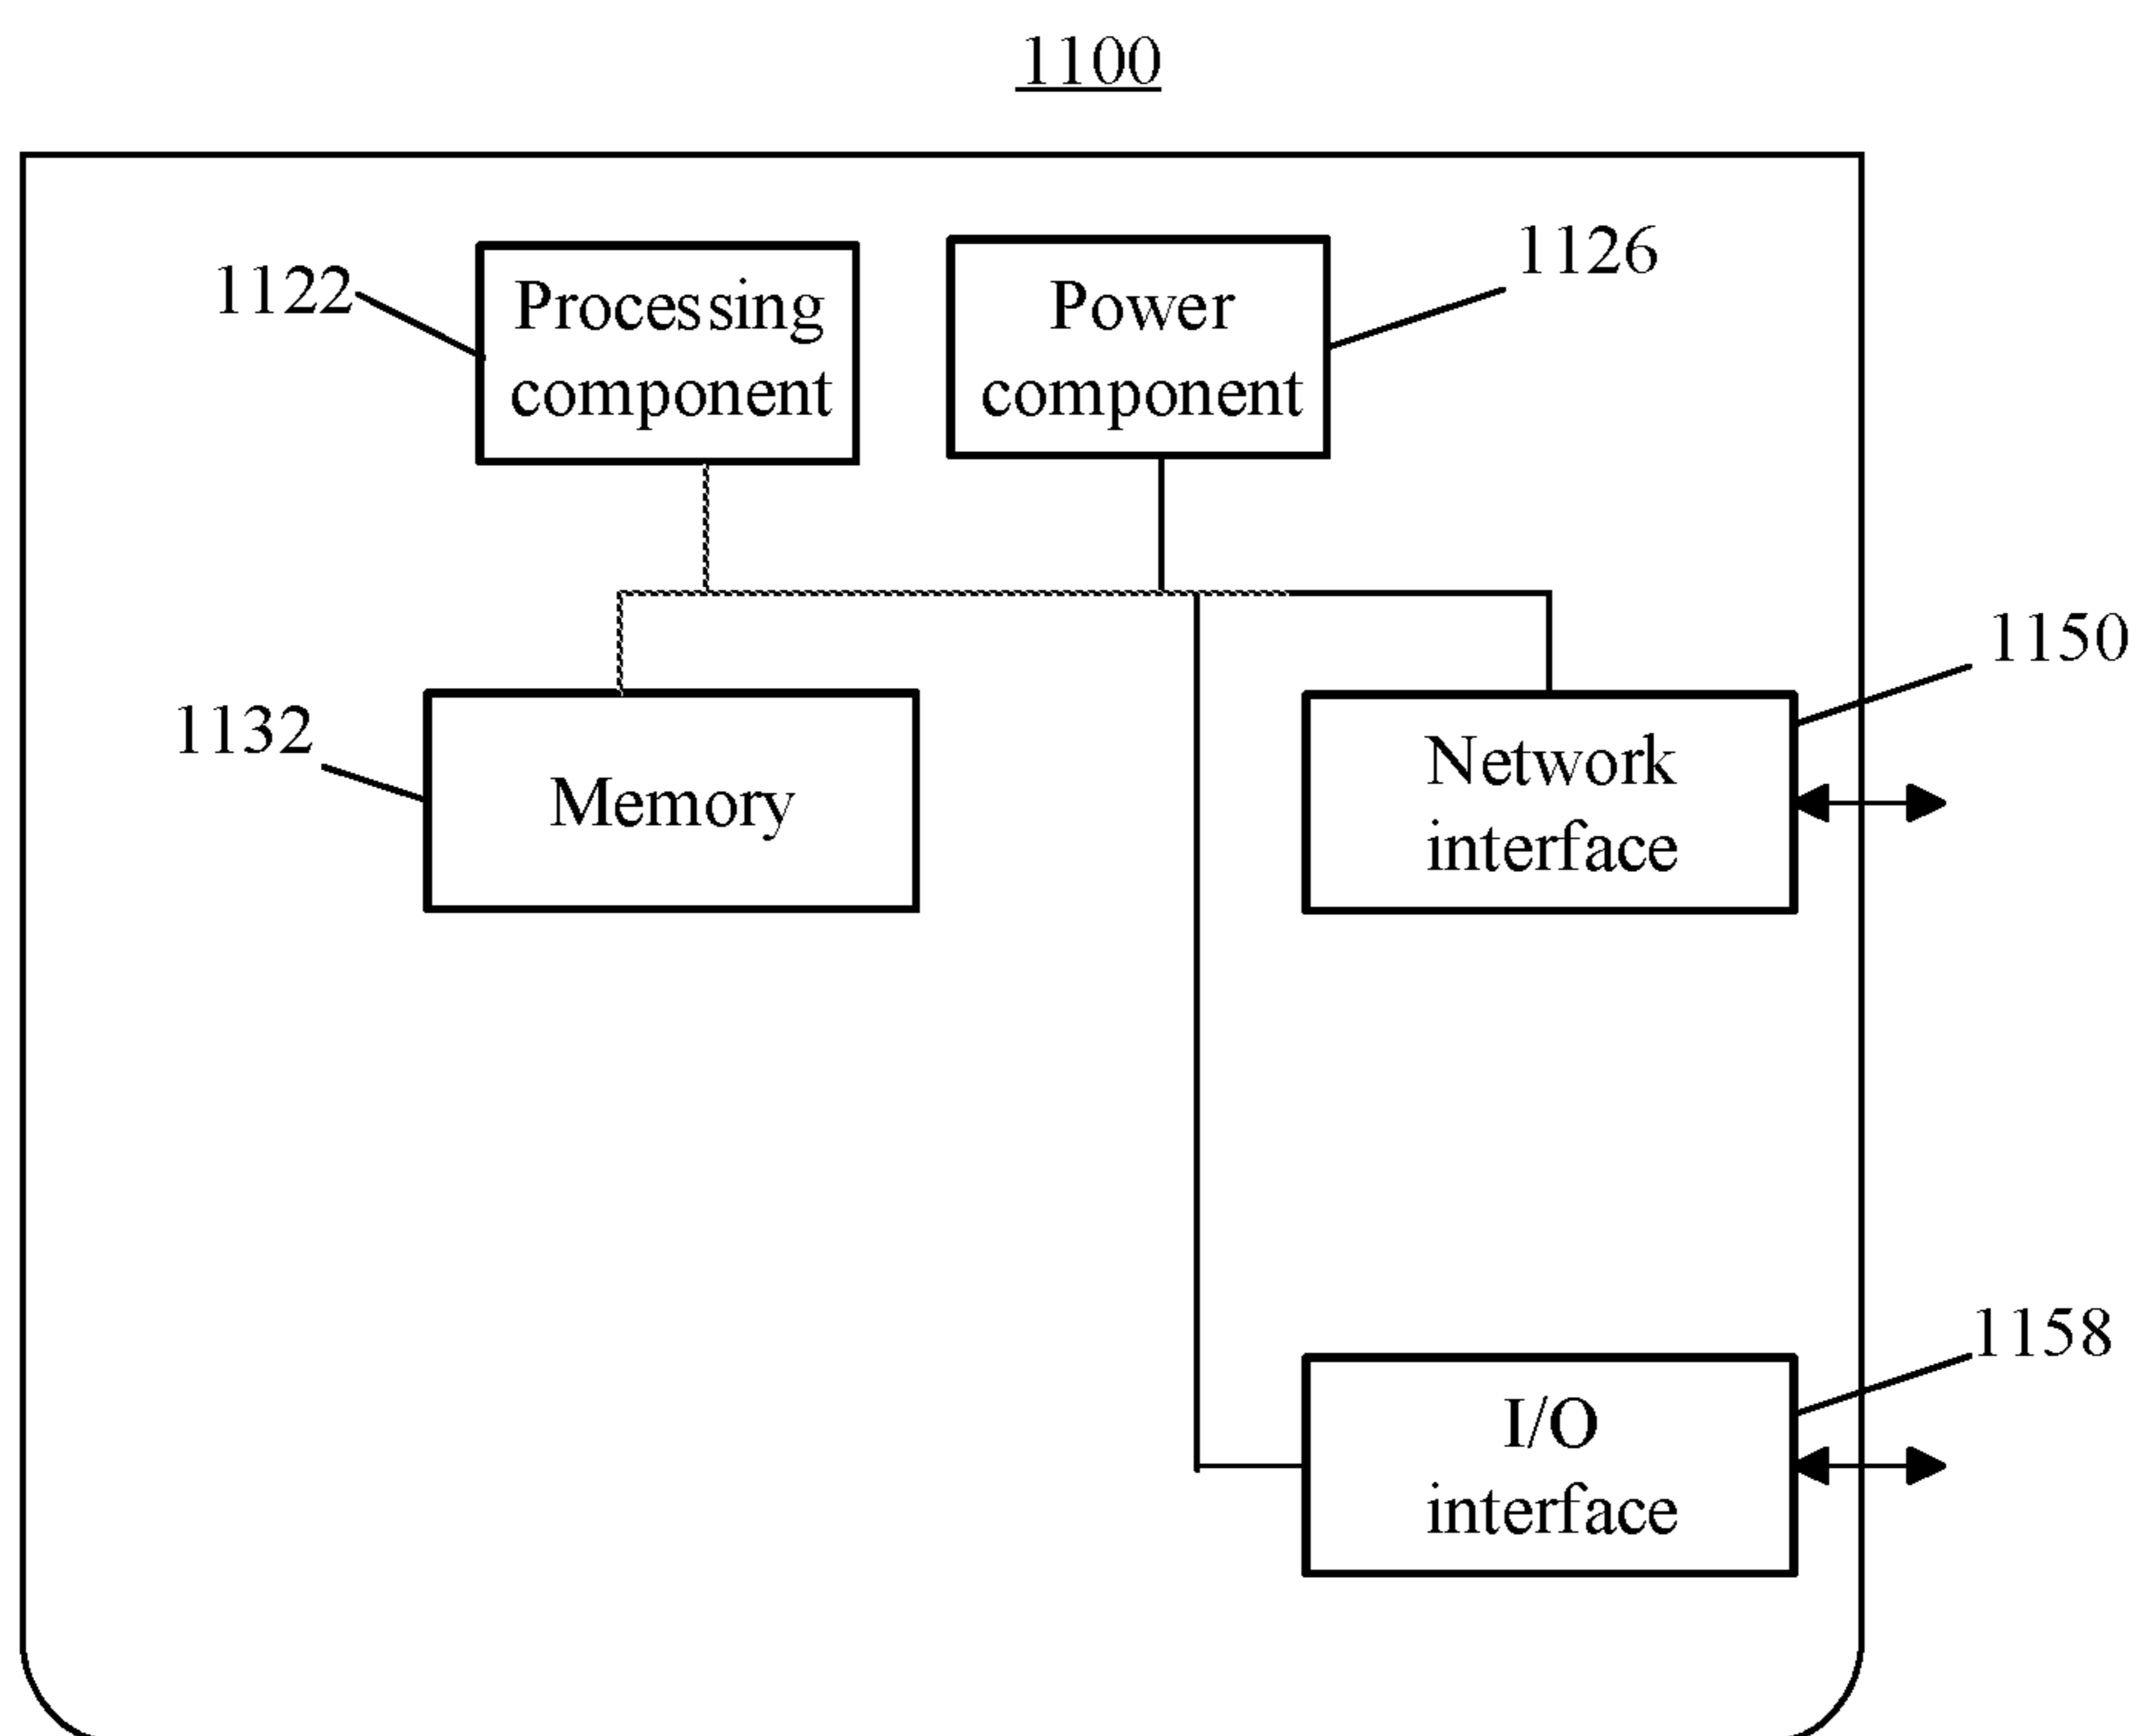 1100
1122
Processing
component
Power
component
1126
1132
Memory
1150
Network
interface
1158
I/O
interface